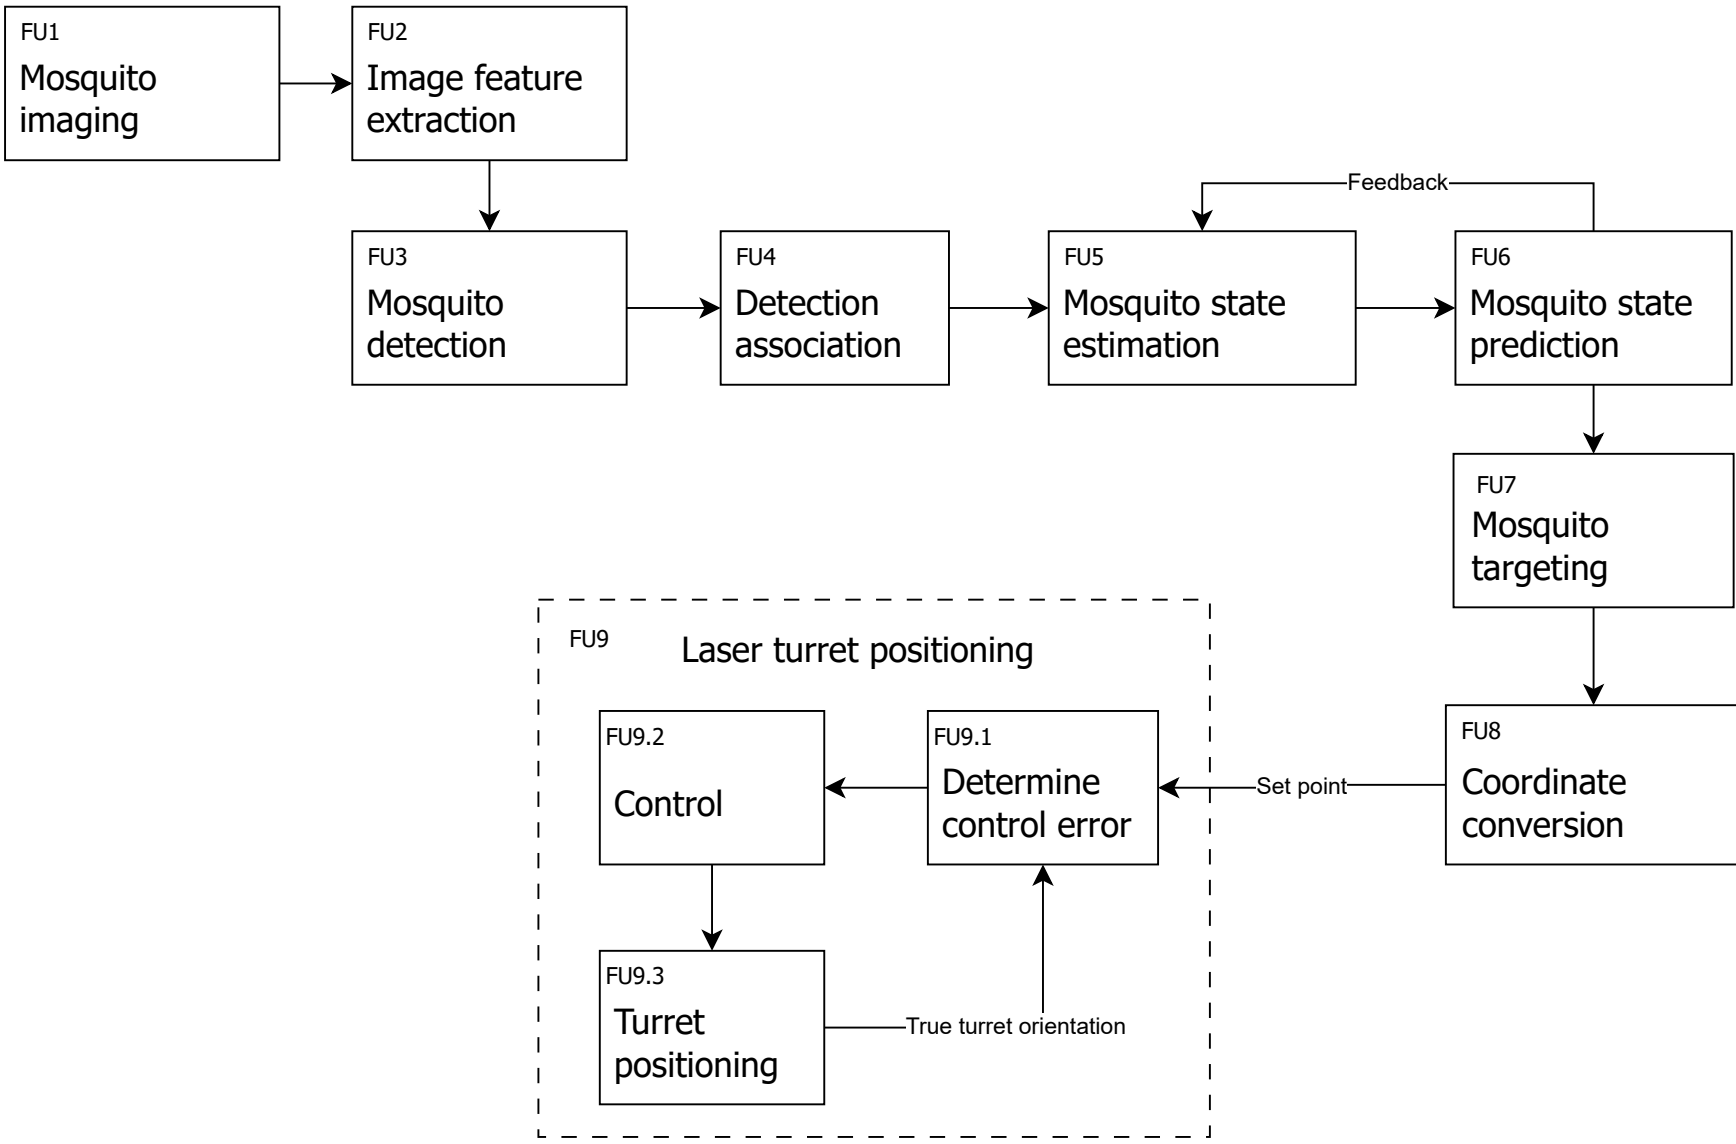 FU1
Mosquito
imaging
FU2
Image feature
extraction
FU3
Mosquito
detection
FU4
Detection
association
FU5
Mosquito state
estimation
Feedback
FU6
Mosquito state
prediction
FU7
Mosquito
targeting
FU8
Coordinate
conversion
Set point
FU9
Laser turret positioning
FU9.1
Determine
control error
FU9.2
Control
FU9.3
Turret
positioning
True turret orientation